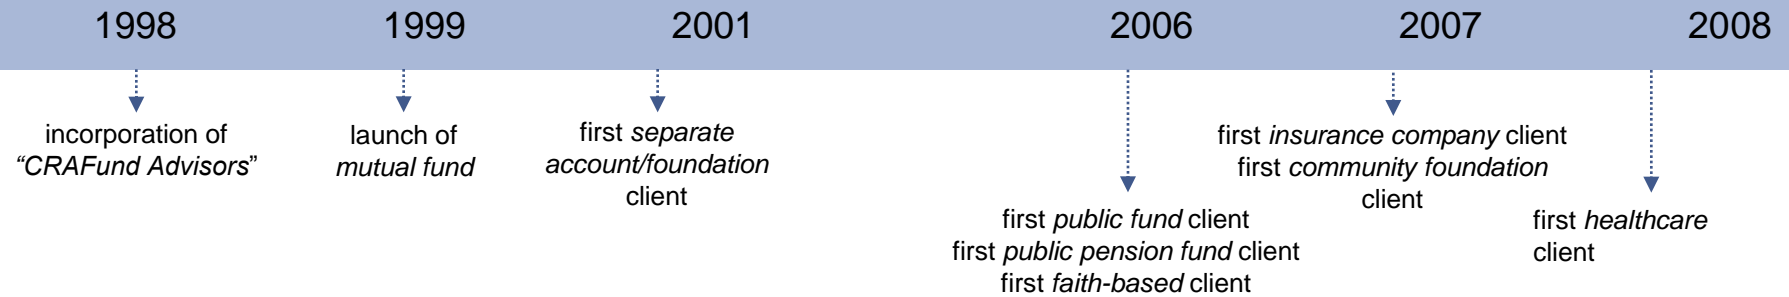 1998 1999 2001 2006 2007 2008
incorporation of
“CRAFund Advisors”
launch of
mutual fund
first separate
account/foundation
client
first public fund client
first public pension fund client
first faith-based client
first insurance company client
first community foundation
client
first healthcare
client